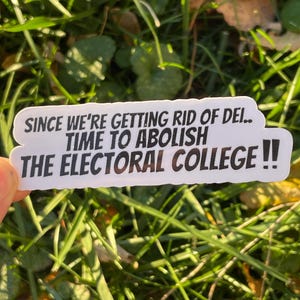 SINCE WE'RE GETTING RID OF DEI..
TIME TO ABOLISH
THE ELECTORAL COLLEGE!!